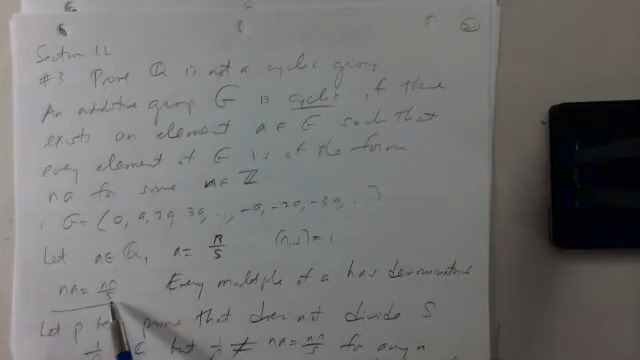 Section 12
#3 Prove Q is not a cyclic group
An additive group G is cyclic if there
exists an element a ∈ G such that
every element of G is of the form
na for some n ∈ ℤ
G = {0, a, 2a, 3a, .., -a, -2a, -3a, ...}
Let a ∈ Q, a = R/S (R,S) = 1
na = nR/S Every multiple of a has denominator
Let p be a prime that does not divide S
1/p ∈ Q but 1/p ≠ na = nR/S for any n